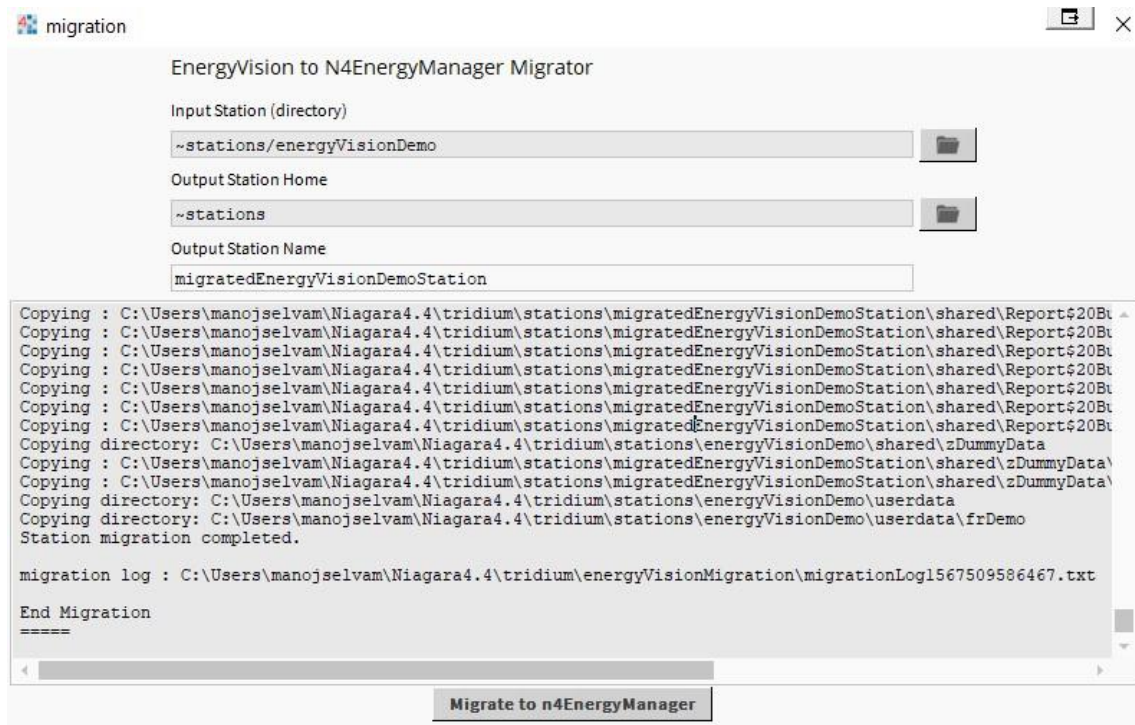 migration
EnergyVision to N4EnergyManager Migrator
Input Station (directory)
~stations/energyVisionDemo
Output Station Home
~stations
Output Station Name
migratedEnergyVisionDemoStation
Copying : C:\Users\manojselvam\Niagara4.4\tridium\stations\migratedEnergyVisionDemoStation\shared\Report$20Bu
Copying : C:\Users\manojselvam\Niagara4.4\tridium\stations\migratedEnergyVisionDemoStation\shared\Report$20Bu
Copying : C:\Users\manojselvam\Niagara4.4\tridium\stations\migratedEnergyVisionDemoStation\shared\Report$20Bu
Copying : C:\Users\manojselvam\Niagara4.4\tridium\stations\migratedEnergyVisionDemoStation\shared\Report$20Bu
Copying : C:\Users\manojselvam\Niagara4.4\tridium\stations\migratedEnergyVisionDemoStation\shared\Report$20Bu
Copying : C:\Users\manojselvam\Niagara4.4\tridium\stations\migratedEnergyVisionDemoStation\shared\Report$20Bu
Copying : C:\Users\manojselvam\Niagara4.4\tridium\stations\migratedEnergyVisionDemoStation\shared\Report$20Bu
Copying directory: C:\Users\manojselvam\Niagara4.4\tridium\stations\energyVisionDemo\shared\zDummyData
Copying : C:\Users\manojselvam\Niagara4.4\tridium\stations\migratedEnergyVisionDemoStation\shared\zDummyData\
Copying : C:\Users\manojselvam\Niagara4.4\tridium\stations\migratedEnergyVisionDemoStation\shared\zDummyData\
Copying directory: C:\Users\manojselvam\Niagara4.4\tridium\stations\energyVisionDemo\userdata
Copying directory: C:\Users\manojselvam\Niagara4.4\tridium\stations\energyVisionDemo\userdata\frDemo
Station migration completed.
migration log : C:\Users\manojselvam\Niagara4.4\tridium\energyVisionMigration\migrationLog1567509586467.txt
End Migration
=====
Migrate to n4EnergyManager